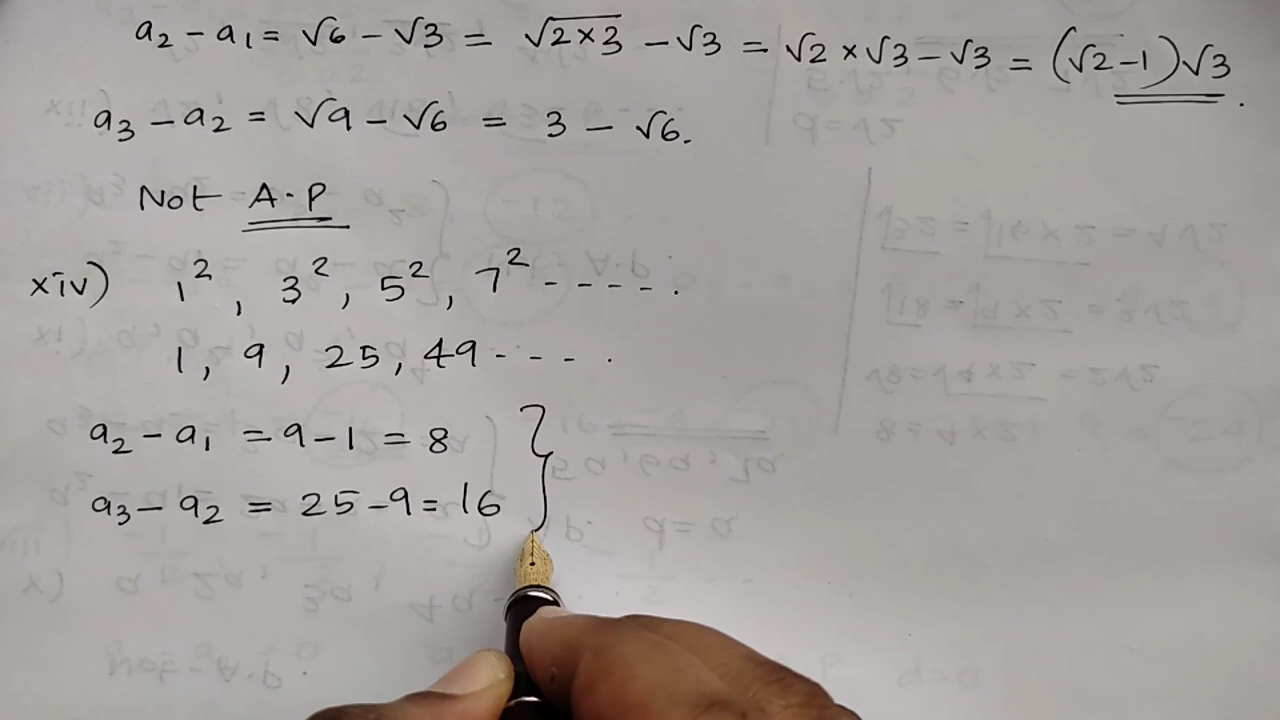 a₂ - a₁ = √6 - √3 = √2×3 - √3 = √2 × √3 - √3 = (√2-1)√3.
a₃ - a₂ = √9 - √6 = 3 - √6.
Not A.P
xiv) 1², 3², 5², 7² -----.
1, 9, 25, 49 ----.
a₂ - a₁ = 9 - 1 = 8
a₃ - a₂ = 25 - 9 = 16